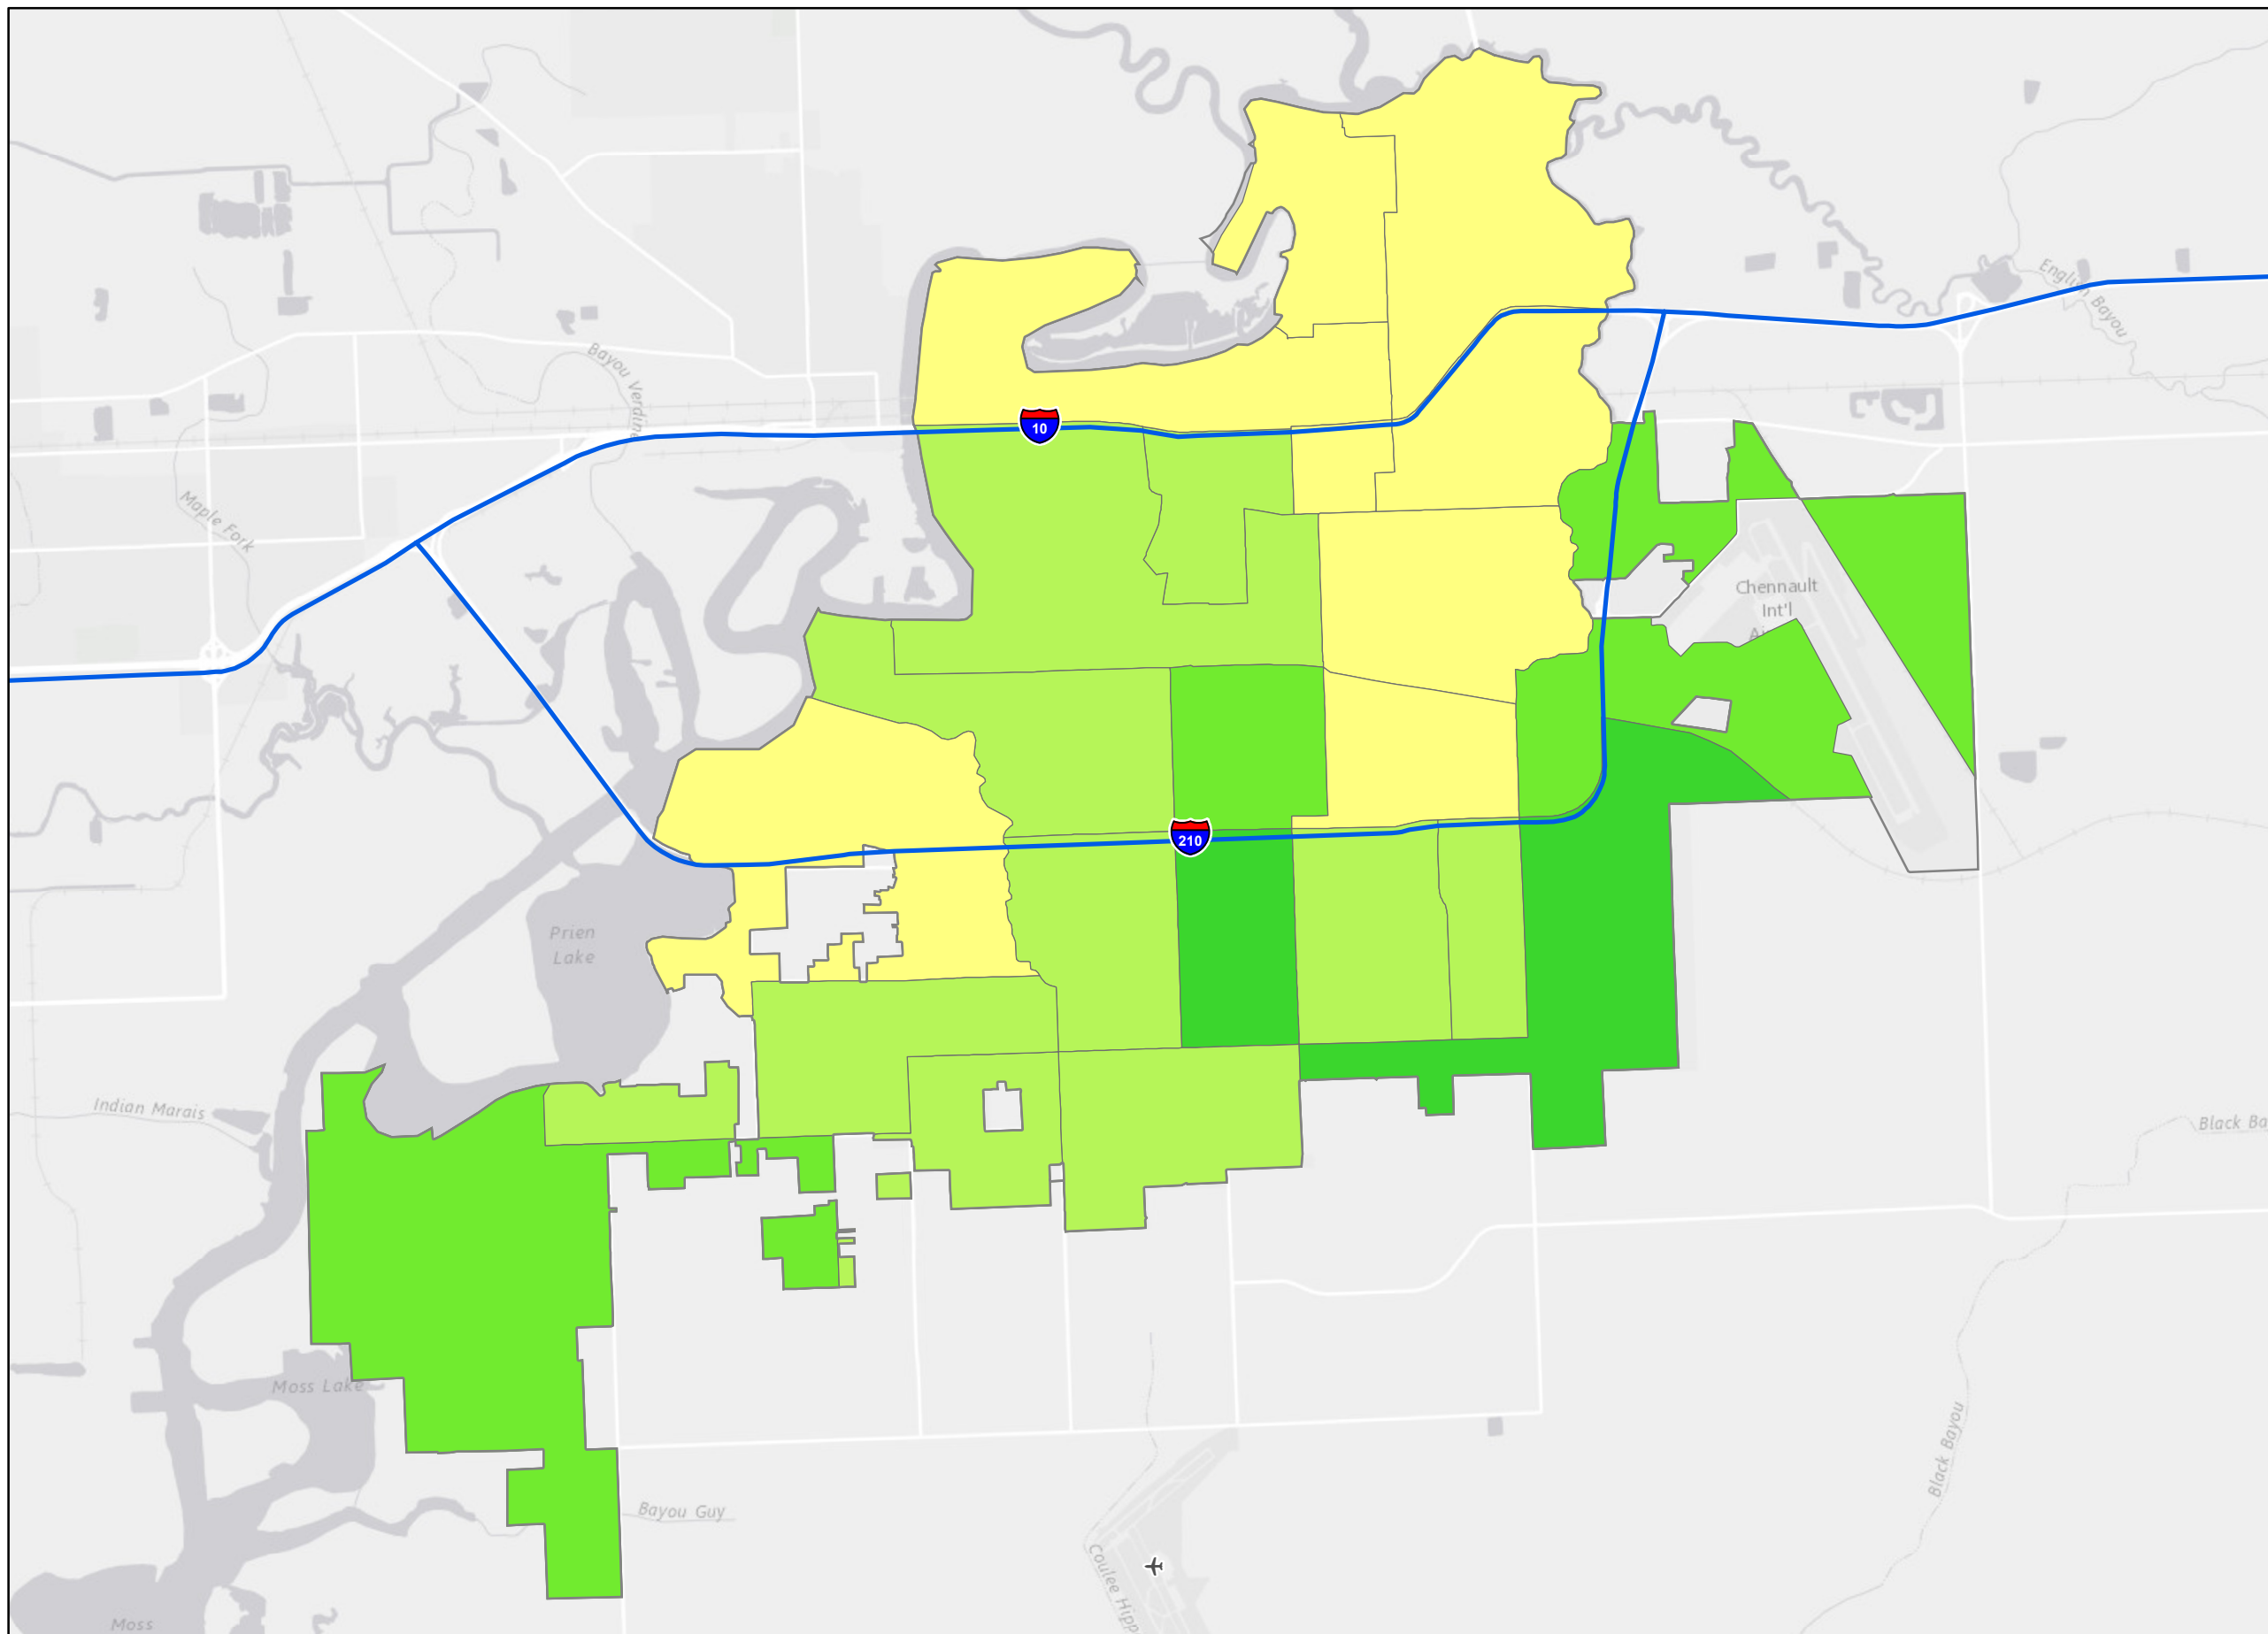 English Bayou
Bayou Verdine
10
Maple Fork
Chennault
Int'l
210
Prien
Lake
Indian Marais
Black Ba
Moss Lake
Black Bayou
Bayou Guy
Coulee Hipp
Moss